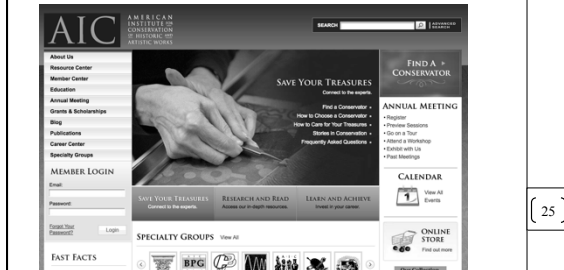 AIC
AMERICAN
INSTITUTE for
CONSERVATION
OF HISTORIC and
ARTISTIC WORKS
SEARCH
ADVANCED
SEARCH
About Us
Resource Center
Member Center
Education
Annual Meeting
Grants & Scholarships
Blog
Publications
Career Center
Specialty Groups
MEMBER LOGIN
Email:
Password:
Forgot Your
Password?
Login
FAST FACTS
SAVE YOUR TREASURES
Connect to the experts.
Find a Conservator
How to Choose a Conservator
How to Care for Your Treasures
Stories in Conservation
Frequently Asked Questions
SAVE YOUR TREASURES
Connect to the experts.
RESEARCH AND READ
Access our in-depth resources.
LEARN AND ACHIEVE
Invest in your career.
SPECIALTY GROUPS View All
BPG
FIND A
CONSERVATOR
ANNUAL MEETING
• Register
• Preview Sessions
• Go on a Tour
• Attend a Workshop
• Exhibit with Us
• Past Meetings
CALENDAR
1
View All
Events
ONLINE
STORE
Find out more
25